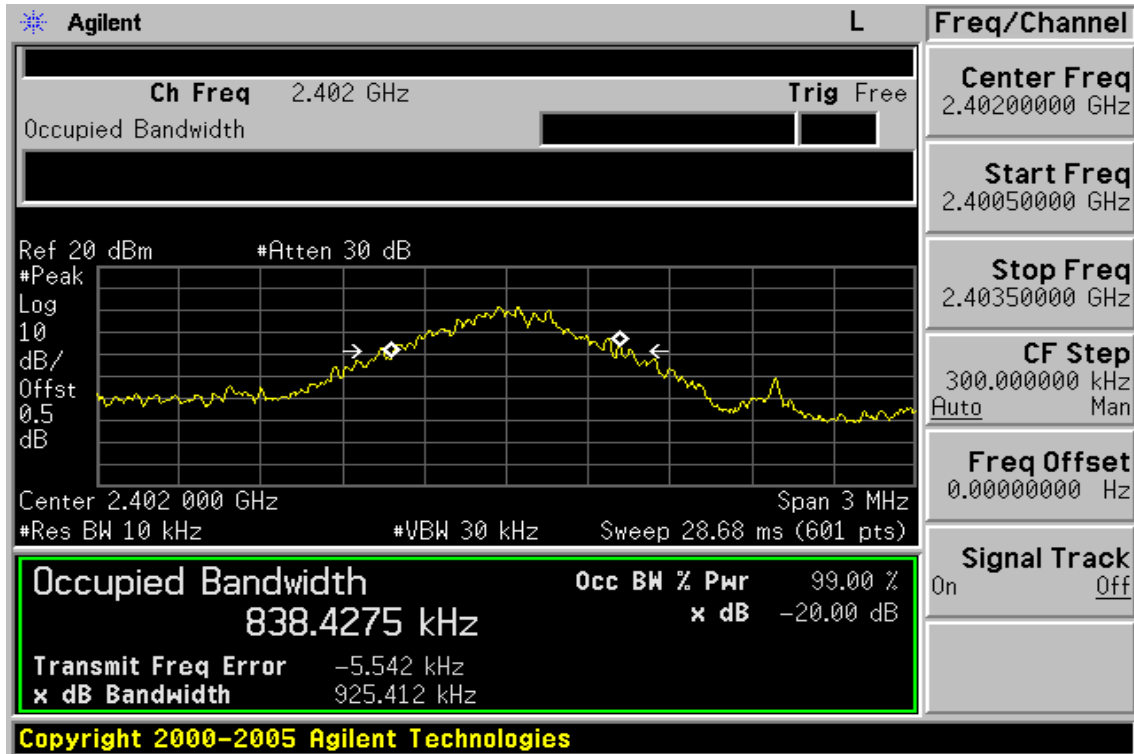 Agilent L Freq/Channel
Ch Freq 2.402 GHz Trig Free
Occupied Bandwidth
Center Freq
2.40200000 GHz
Start Freq
2.40050000 GHz
Stop Freq
2.40350000 GHz
CF Step
300.000000 kHz
Auto Man
Freq Offset
0.00000000 Hz
Signal Track
On Off
Ref 20 dBm #Atten 30 dB
#Peak
Log
10
dB/
Offst
0.5
dB
Center 2.402 000 GHz Span 3 MHz
#Res BW 10 kHz #VBW 30 kHz Sweep 28.68 ms (601 pts)
Occupied Bandwidth Occ BW % Pwr 99.00 %
838.4275 kHz x dB -20.00 dB
Transmit Freq Error -5.542 kHz
x dB Bandwidth 925.412 kHz
Copyright 2000-2005 Agilent Technologies